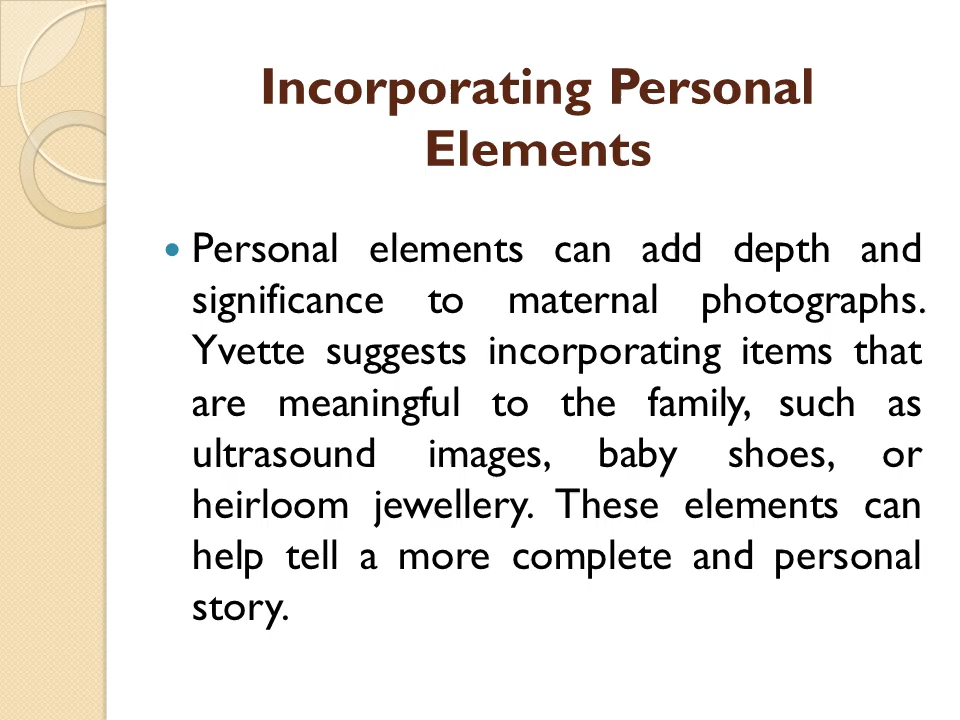 Incorporating Personal
Elements
• Personal elements can add depth and
significance to maternal photographs.
Yvette suggests incorporating items that
are meaningful to the family, such as
ultrasound images, baby shoes, or
heirloom jewellery. These elements can
help tell a more complete and personal
story.